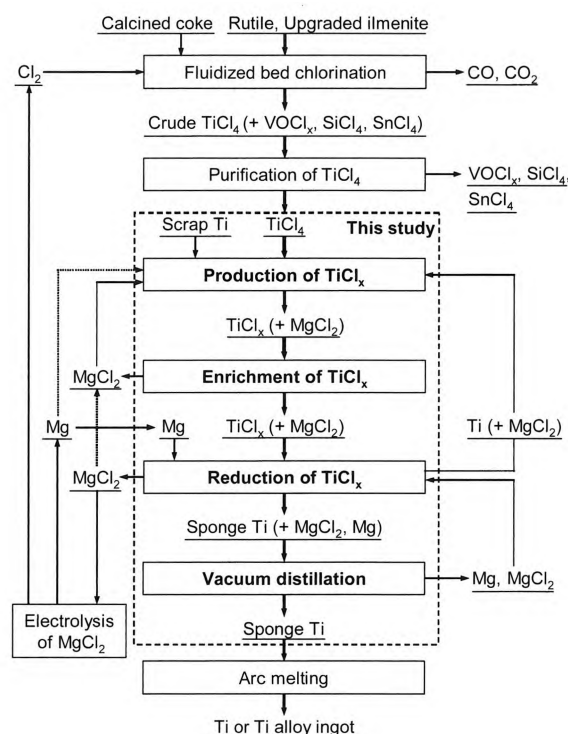 Calcined coke
Rutile, Upgraded ilmenite
Cl₂
Fluidized bed chlorination
CO, CO₂
Crude TiCl₄ (+ VOClₓ, SiCl₄, SnCl₄)
Purification of TiCl₄
VOClₓ, SiCl₄,
SnCl₄
This study
Scrap Ti
TiCl₄
Production of TiClₓ
TiClₓ (+ MgCl₂)
MgCl₂
Enrichment of TiClₓ
Mg
Mg
TiClₓ (+ MgCl₂)
Ti (+ MgCl₂)
MgCl₂
Reduction of TiClₓ
Sponge Ti (+ MgCl₂, Mg)
Vacuum distillation
Mg, MgCl₂
Electrolysis
of MgCl₂
Sponge Ti
Arc melting
Ti or Ti alloy ingot